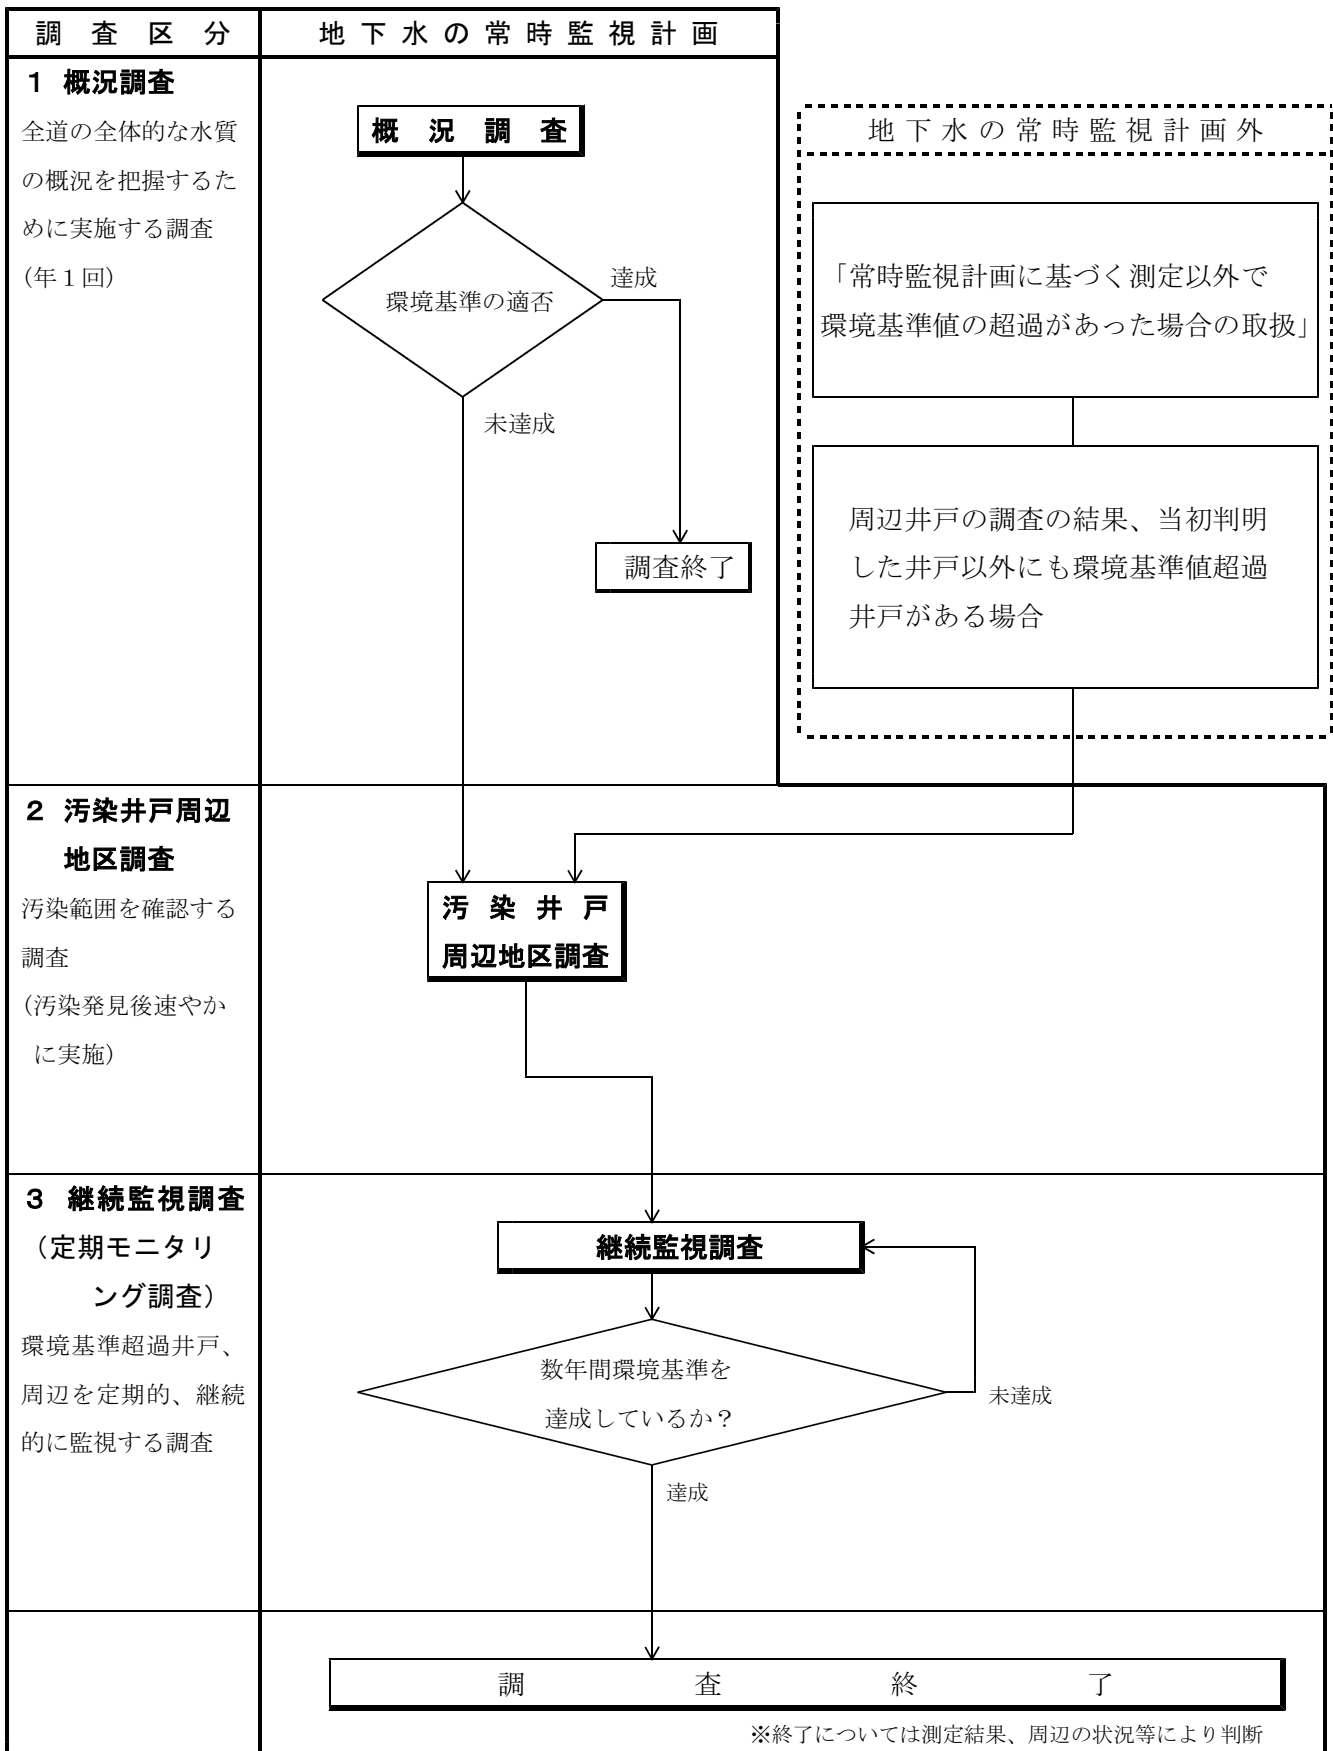 調査区分
地下水の常時監視計画
1 概況調査
全道の全体的な水質
の概況を把握するた
めに実施する調査
(年1回)
概況調査
環境基準の適否
達成
未達成
調査終了
地下水の常時監視計画外
「常時監視計画に基づく測定以外で
環境基準値の超過があった場合の取扱」
周辺井戸の調査の結果、当初判明
した井戸以外にも環境基準値超過
井戸がある場合
2 汚染井戸周辺
地区調査
汚染範囲を確認する
調査
(汚染発見後速やか
に実施)
汚染井戸
周辺地区調査
3 継続監視調査
(定期モニタリ
ング調査)
環境基準超過井戸、
周辺を定期的、継続
的に監視する調査
継続監視調査
数年間環境基準を
達成しているか?
未達成
達成
調査終了
※終了については測定結果、周辺の状況等により判断